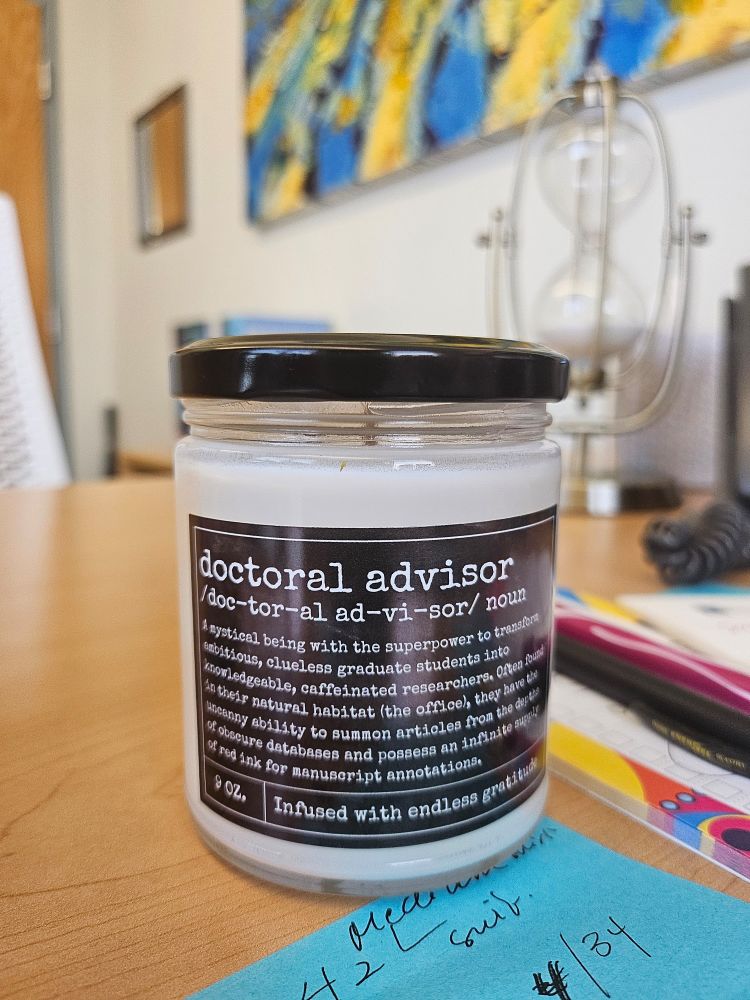 doctoral advisor
/doc-tor-al ad-vi-sor/ noun
A mystical being with the superpower to transform
ambitious, clueless graduate students into
knowledgeable, caffeinated researchers. Often found
in their natural habitat (the office), they have the
uncanny ability to summon articles from the depths
of obscure databases and possess an infinite supply
of red ink for manuscript annotations.
9 OZ.
Infused with endless gratitude
42L
/34